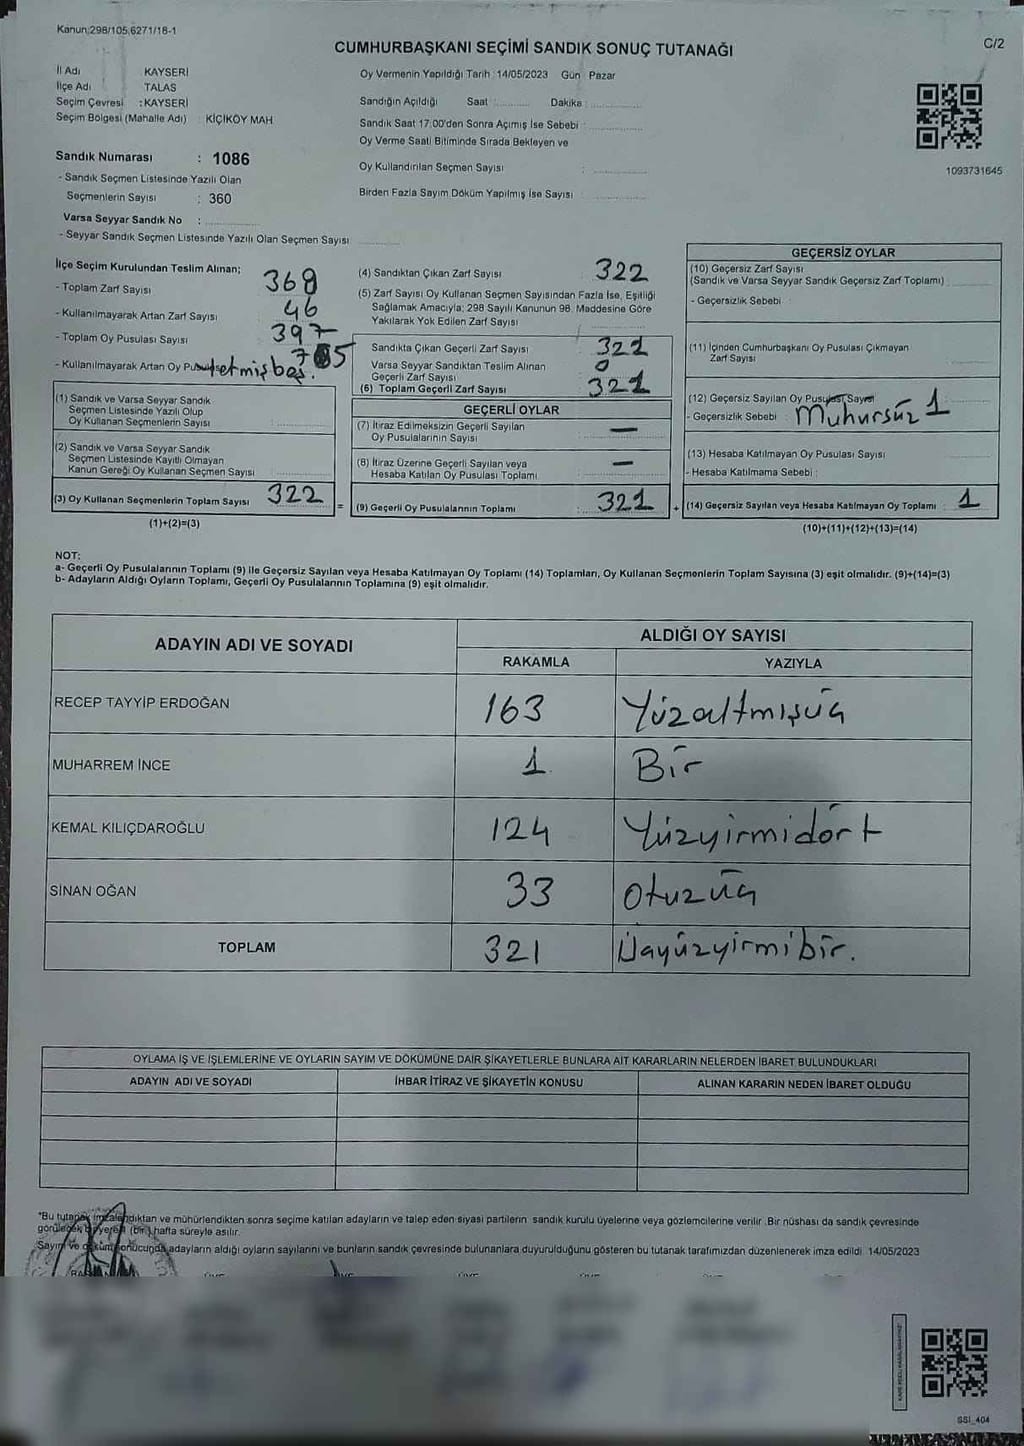 Kanun:298/105,6271/18-1
CUMHURBAŞKANI SEÇİMİ SANDIK SONUÇ TUTANAĞI
C/2
İl Adı KAYSERİ
İlçe Adı TALAS
Seçim Çevresi : KAYSERİ
Seçim Bölgesi (Mahalle Adı) : KİÇİKÖY MAH
Oy Vermenin Yapıldığı Tarih : 14/05/2023 Gün Pazar
Sandığın Açıldığı Saat : Dakika :
Sandık Saat 17:00'den Sonra Açımış İse Sebebi :
Oy Verme Saati Bitiminde Sırada Bekleyen ve
Oy Kullandırılan Seçmen Sayısı :
Birden Fazla Sayım Döküm Yapılmış İse Sayısı :
1093731645
Sandık Numarası : 1086
- Sandık Seçmen Listesinde Yazılı Olan
Seçmenlerin Sayısı : 360
Varsa Seyyar Sandık No :
- Seyyar Sandık Seçmen Listesinde Yazılı Olan Seçmen Sayısı
İlçe Seçim Kurulundan Teslim Alınan;
- Toplam Zarf Sayısı 368
- Kullanılmayarak Artan Zarf Sayısı 46
- Toplam Oy Pusulası Sayısı 397
- Kullanılmayarak Artan Oy yetmişbeş.
(1) Sandık ve Varsa Seyyar Sandık
Seçmen Listesinde Yazılı Olup
Oy Kullanan Seçmenlerin Sayısı :
(2) Sandık ve Varsa Seyyar Sandık
Seçmen Listesinde Kayıtlı Olmayan
Kanun Gereği Oy Kullanan Seçmen Sayısı
(3) Oy Kullanan Seçmenlerin Toplam Sayısı 322
(1)+(2)=(3)
(4) Sandıktan Çıkan Zarf Sayısı 322
(5) Zarf Sayısı Oy Kullanan Seçmen Sayısından Fazla İse, Eşitliği
Sağlamak Amacıyla; 298 Sayılı Kanunun 98. Maddesine Göre
Yakılarak Yok Edilen Zarf Sayısı :
Sandıkta Çıkan Geçerli Zarf Sayısı : 321
Varsa Seyyar Sandıktan Teslim Alınan
Geçerli Zarf Sayısı : 0
(6) Toplam Geçerli Zarf Sayısı : 321
GEÇERLİ OYLAR
(7) İtiraz Edilmeksizin Geçerli Sayılan
Oy Pusulalarının Sayısı : —
(8) İtiraz Üzerine Geçerli Sayılan veya
Hesaba Katılan Oy Pusulası Toplamı : —
= (9) Geçerli Oy Pusulalarının Toplamı : 321
GEÇERSİZ OYLAR
(10) Geçersiz Zarf Sayısı
(Sandık ve Varsa Seyyar Sandık Geçersiz Zarf Toplamı) :
- Geçersizlik Sebebi :
(11) İçinden Cumhurbaşkanı Oy Pusulası Çıkmayan
Zarf Sayısı :
(12) Geçersiz Sayılan Oy Pusulası Sayısı
- Geçersizlik Sebebi : Mühürsüz 1
(13) Hesaba Katılmayan Oy Pusulası Sayısı :
- Hesaba Katılmama Sebebi :
+ (14) Geçersiz Sayılan veya Hesaba Katılmayan Oy Toplamı : 1
(10)+(11)+(12)+(13)=(14)
NOT:
a- Geçerli Oy Pusulalarının Toplamı (9) ile Geçersiz Sayılan veya Hesaba Katılmayan Oy Toplamı (14) Toplamları, Oy Kullanan Seçmenlerin Toplam Sayısına (3) eşit olmalıdır. (9)+(14)=(3)
b- Adayların Aldığı Oyların Toplamı, Geçerli Oy Pusulalarının Toplamına (9) eşit olmalıdır.
ADAYIN ADI VE SOYADI
ALDIĞI OY SAYISI
RAKAMLA YAZIYLA
RECEP TAYYİP ERDOĞAN 163 Yüzaltmışüç
MUHARREM İNCE 1 Bir
KEMAL KILIÇDAROĞLU 124 Yüzyirmidört
SİNAN OĞAN 33 Otuzüç
TOPLAM 321 Üçyüzyirmibir.
OYLAMA İŞ VE İŞLEMLERİNE VE OYLARIN SAYIM VE DÖKÜMÜNE DAİR ŞİKAYETLERLE BUNLARA AİT KARARLARIN NELERDEN İBARET BULUNDUKLARI
ADAYIN ADI VE SOYADI İHBAR İTİRAZ VE ŞİKAYETİN KONUSU ALINAN KARARIN NEDEN İBARET OLDUĞU
*Bu tutanak imzalandıktan ve mühürlendikten sonra seçime katılan adayların ve talep eden siyasi partilerin sandık kurulu üyelerine veya gözlemcilerine verilir. Bir nüshası da sandık çevresinde
görülecek bir yere 1 (bir) hafta süreyle asılır.
Sayım ve döküm sonucunda adayların aldığı oyların sayılarını ve bunların sandık çevresinde bulunanlara duyurulduğunu gösteren bu tutanak tarafımızdan düzenlenerek imza edildi. 14/05/2023
SSI_404